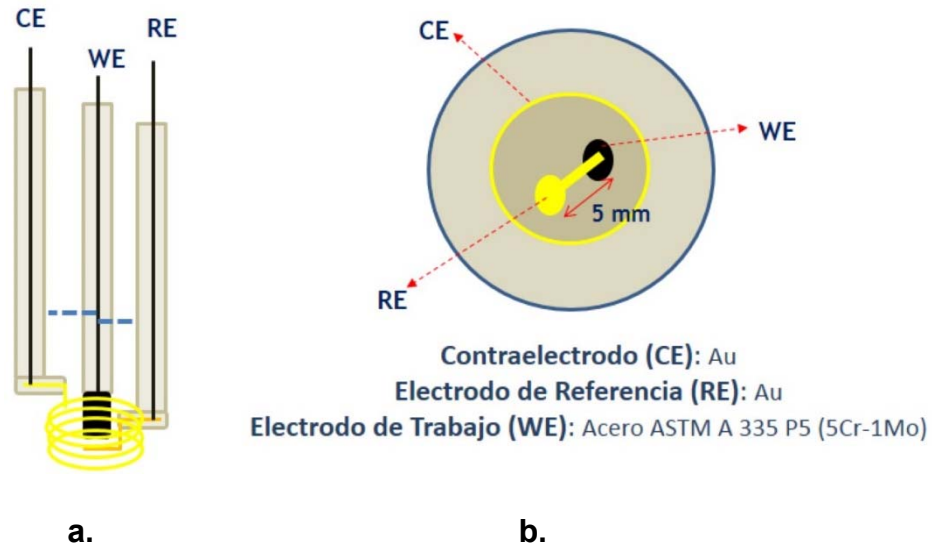 CE
RE
WE
CE
WE
5 mm
RE
Contraelectrodo (CE): Au
Electrodo de Referencia (RE): Au
Electrodo de Trabajo (WE): Acero ASTM A 335 P5 (5Cr-1Mo)
a.
b.